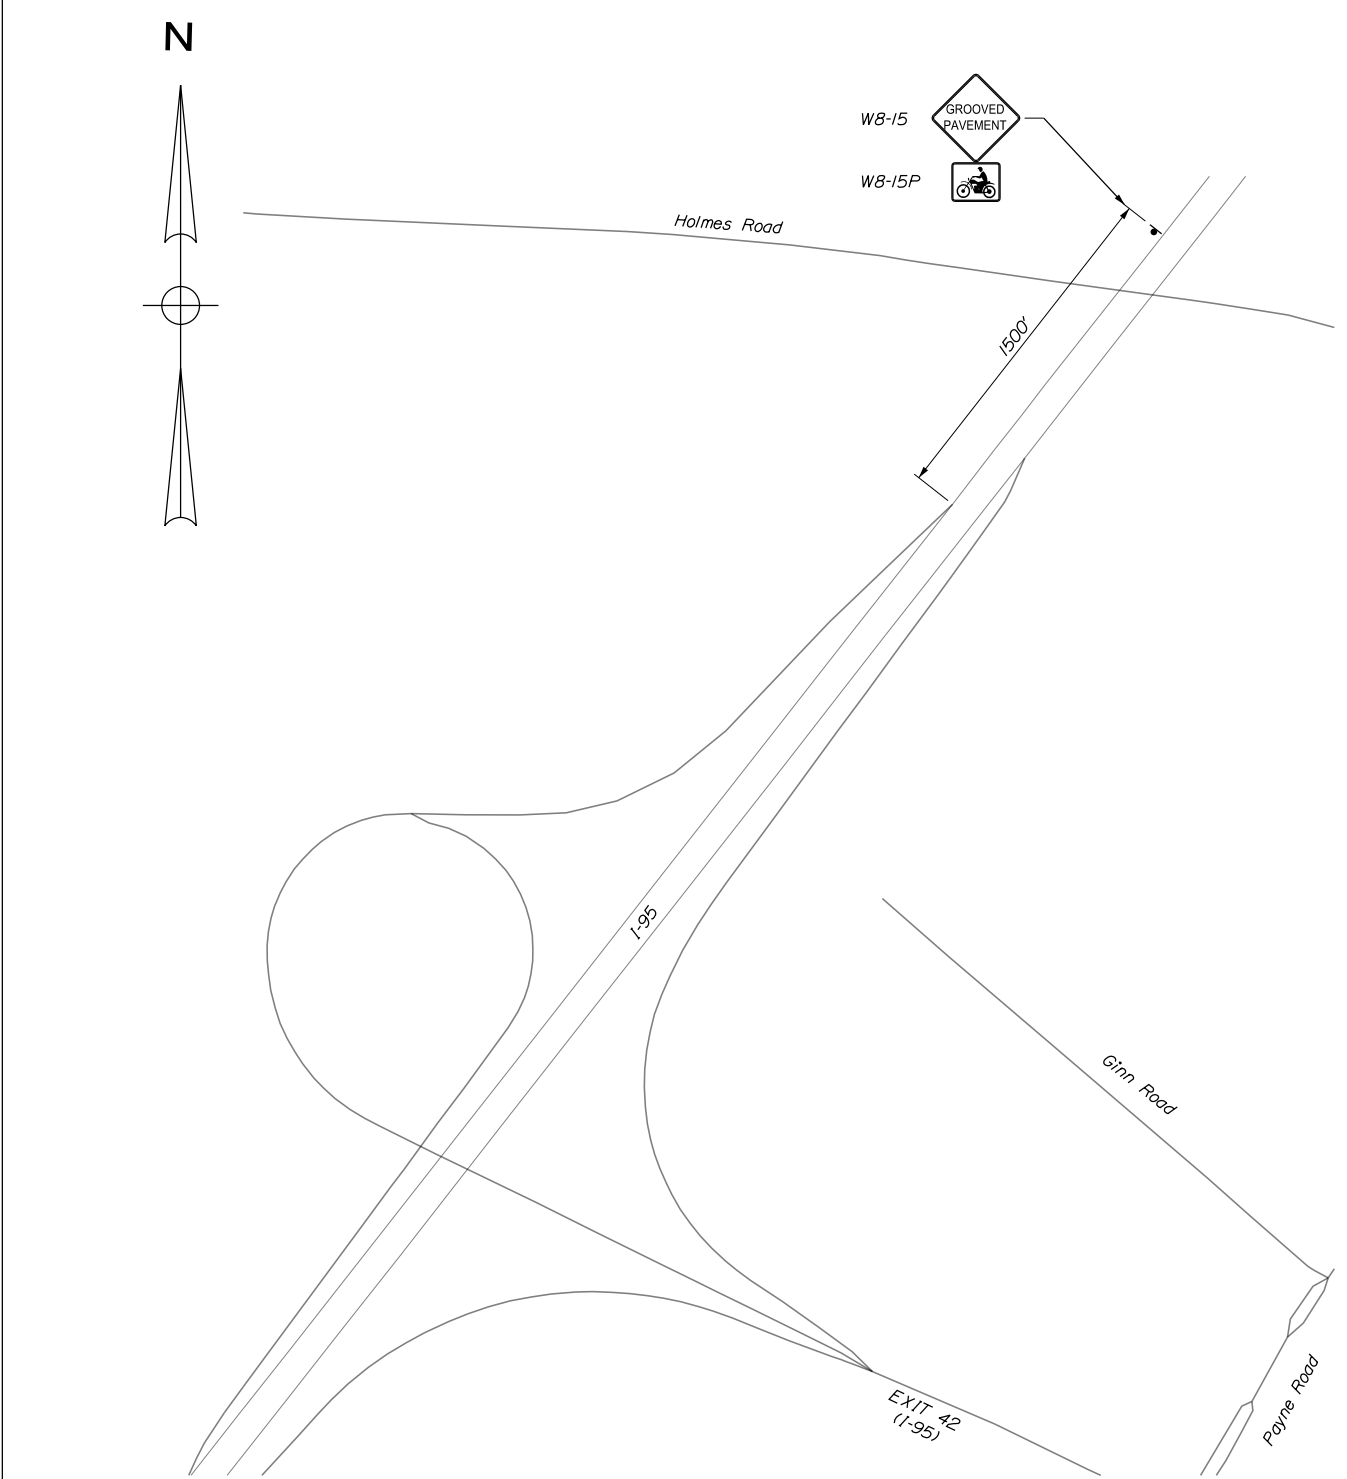 N
W8-15
GROOVED
PAVEMENT
W8-15P
Holmes Road
1500'
I-95
Ginn Road
EXIT 42
(I-95)
Payne Road